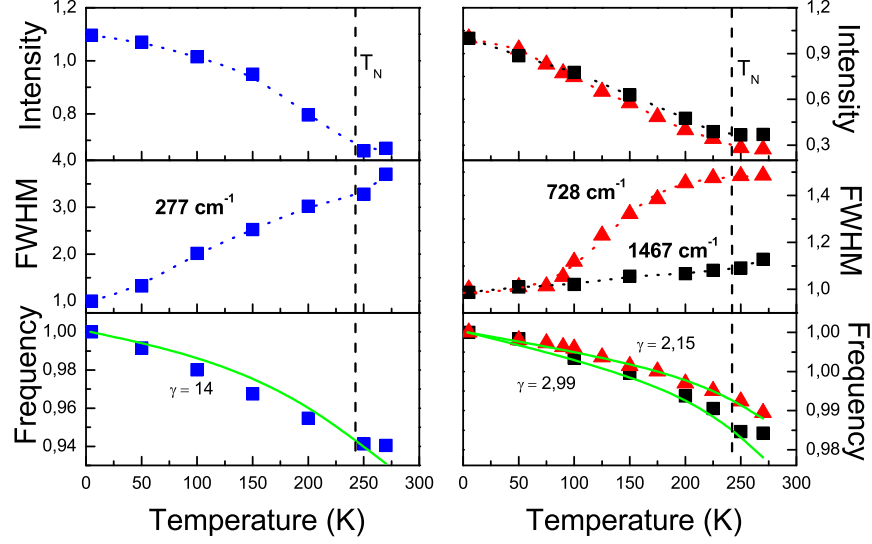 1,2
1,0
0,8
Intensity
T_N
4,0
3,0
2,0
1,0
FWHM
277 cm⁻¹
1,00
0,98
0,96
0,94
Frequency
γ = 14
0 50 100 150 200 250 300
Temperature (K)
1,2
0,9
0,6
0,3
Intensity
T_N
1,4
1,2
1,0
FWHM
728 cm⁻¹
1467 cm⁻¹
1,00
1,00
0,99
0,98
Frequency
γ = 2,15
γ = 2,99
0 50 100 150 200 250 300
Temperature (K)